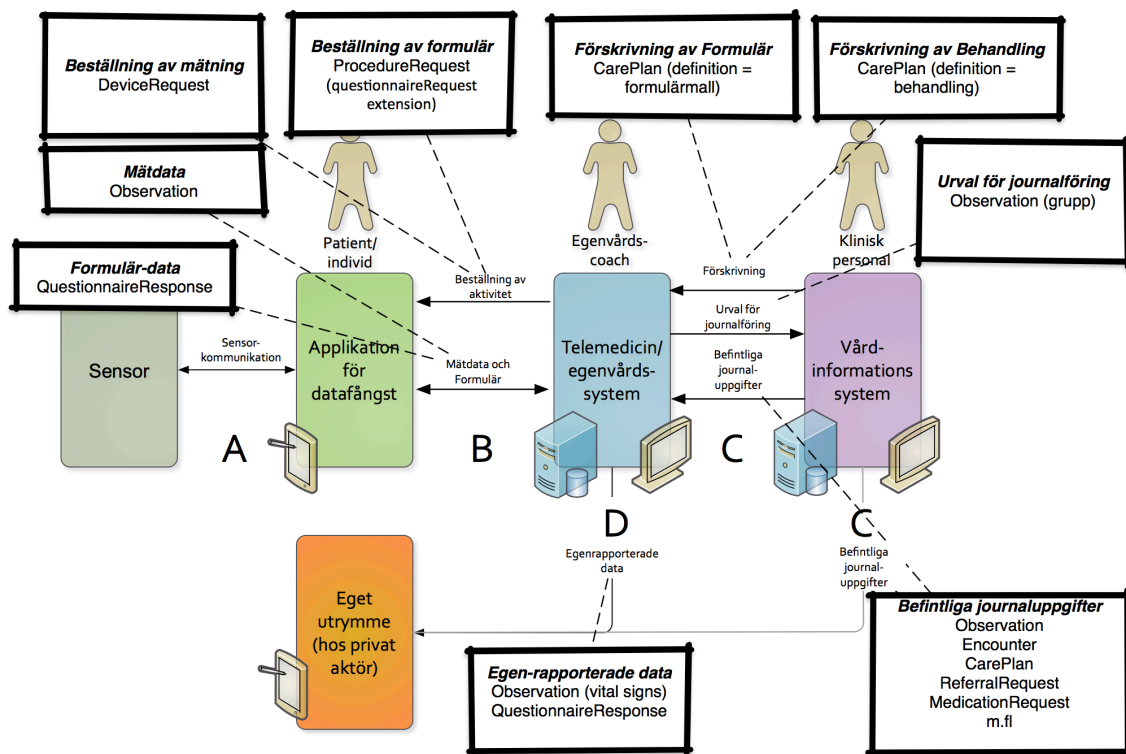 Beställning av mätning
DeviceRequest
Beställning av formulär
ProcedureRequest
(questionnaireRequest
extension)
Förskrivning av Formulär
CarePlan (definition =
formulärmall)
Förskrivning av Behandling
CarePlan (definition =
behandling)
Mätdata
Observation
Urval för journalföring
Observation (grupp)
Formulär-data
QuestionnaireResponse
Patient/
individ
Egenvårds-
coach
Klinisk
personal
Beställning av
aktivitet
Förskrivning
Urval för
journalföring
Sensor
Sensor-
kommunikation
Applikation
för
datafångst
Mätdata och
Formulär
Telemedicin/
egenvårds-
system
Befintliga
journal-
uppgifter
Vård-
informations
system
A
B
C
D
C
Egenrapporterade
data
Befintliga
journal-
uppgifter
Eget
utrymme
(hos privat
aktör)
Egen-rapporterade data
Observation (vital signs)
QuestionnaireResponse
Befintliga journaluppgifter
Observation
Encounter
CarePlan
ReferralRequest
MedicationRequest
m.fl